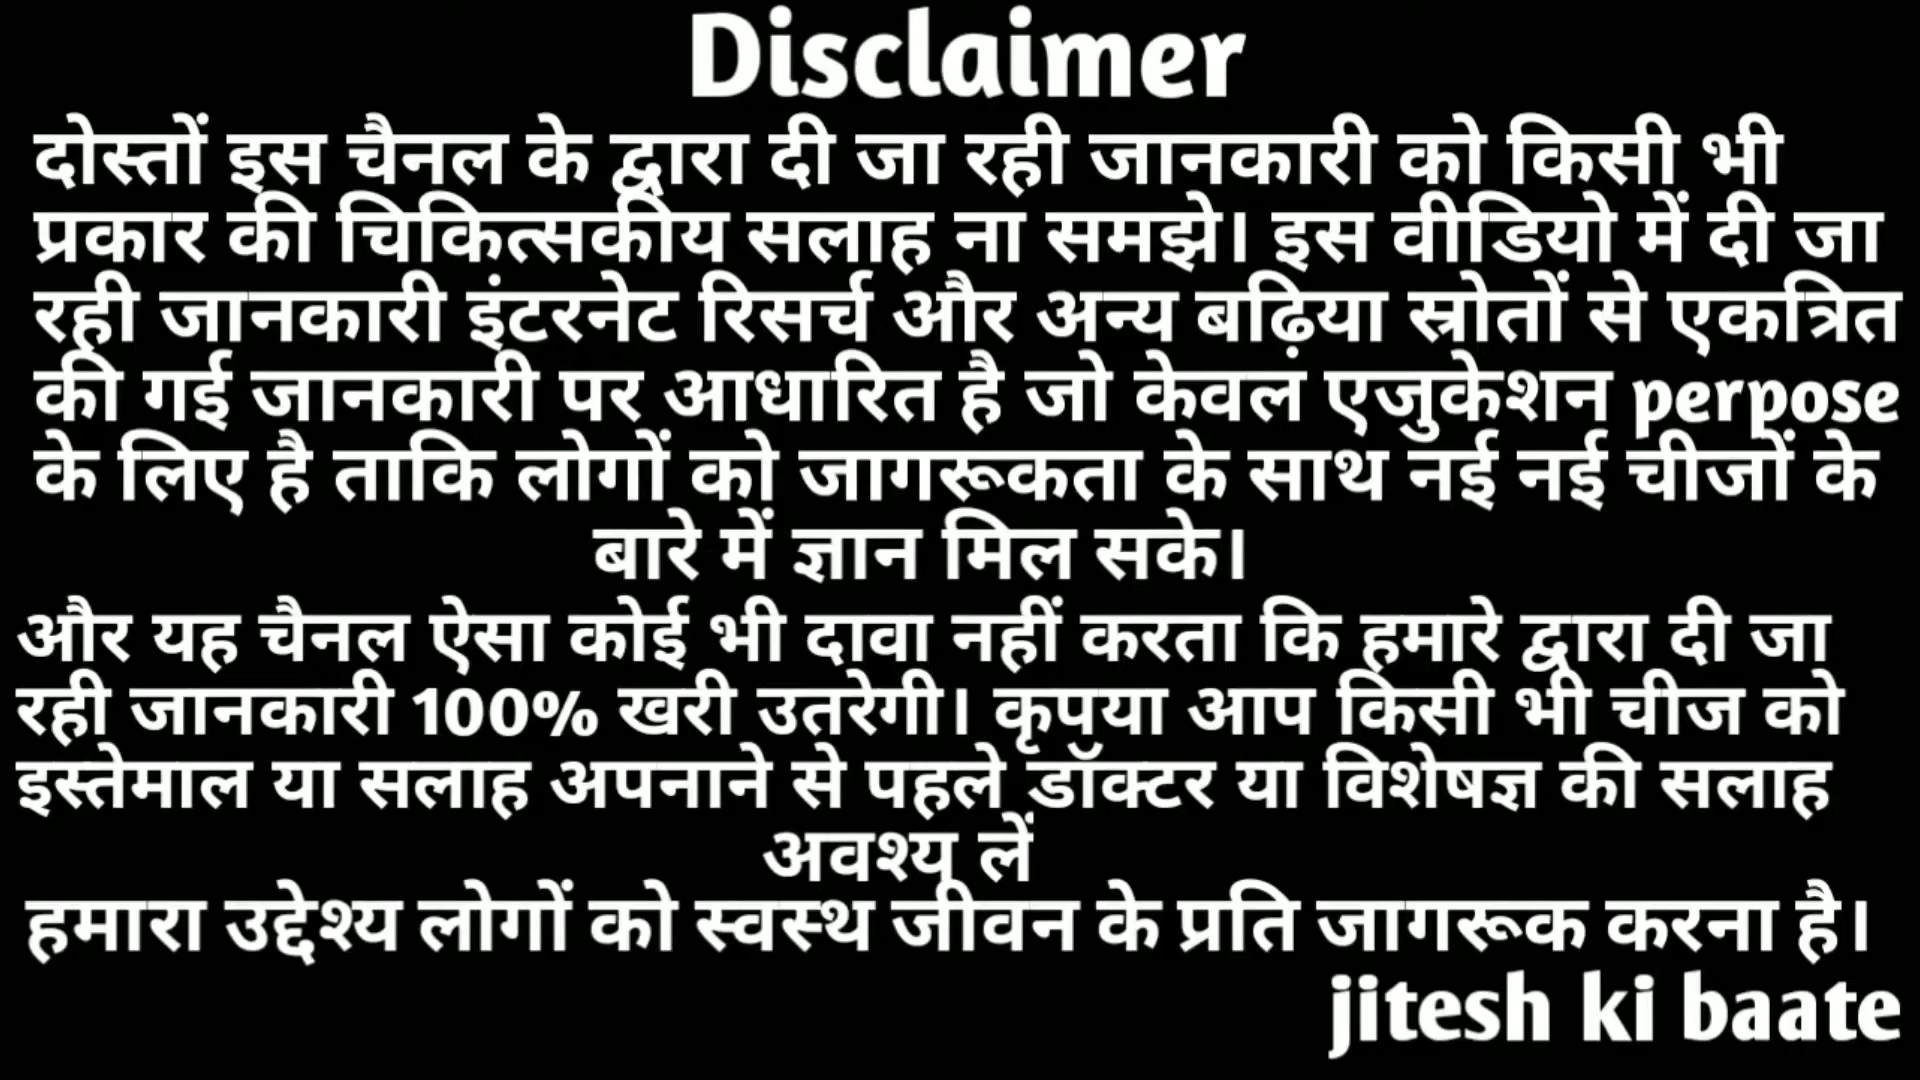 Disclaimer
दोस्तों इस चैनल के द्वारा दी जा रही जानकारी को किसी भी
प्रकार की चिकित्सकीय सलाह ना समझे। इस वीडियो में दी जा
रही जानकारी इंटरनेट रिसर्च और अन्य बढ़िया स्रोतों से एकत्रित
की गई जानकारी पर आधारित है जो केवल एजुकेशन perpose
के लिए है ताकि लोगों को जागरूकता के साथ नई नई चीजों के
बारे में ज्ञान मिल सके।
और यह चैनल ऐसा कोई भी दावा नहीं करता कि हमारे द्वारा दी जा
रही जानकारी 100% खरी उतरेगी। कृपया आप किसी भी चीज को
इस्तेमाल या सलाह अपनाने से पहले डॉक्टर या विशेषज्ञ की सलाह
अवश्य लें
हमारा उद्देश्य लोगों को स्वस्थ जीवन के प्रति जागरूक करना है।
jitesh ki baate